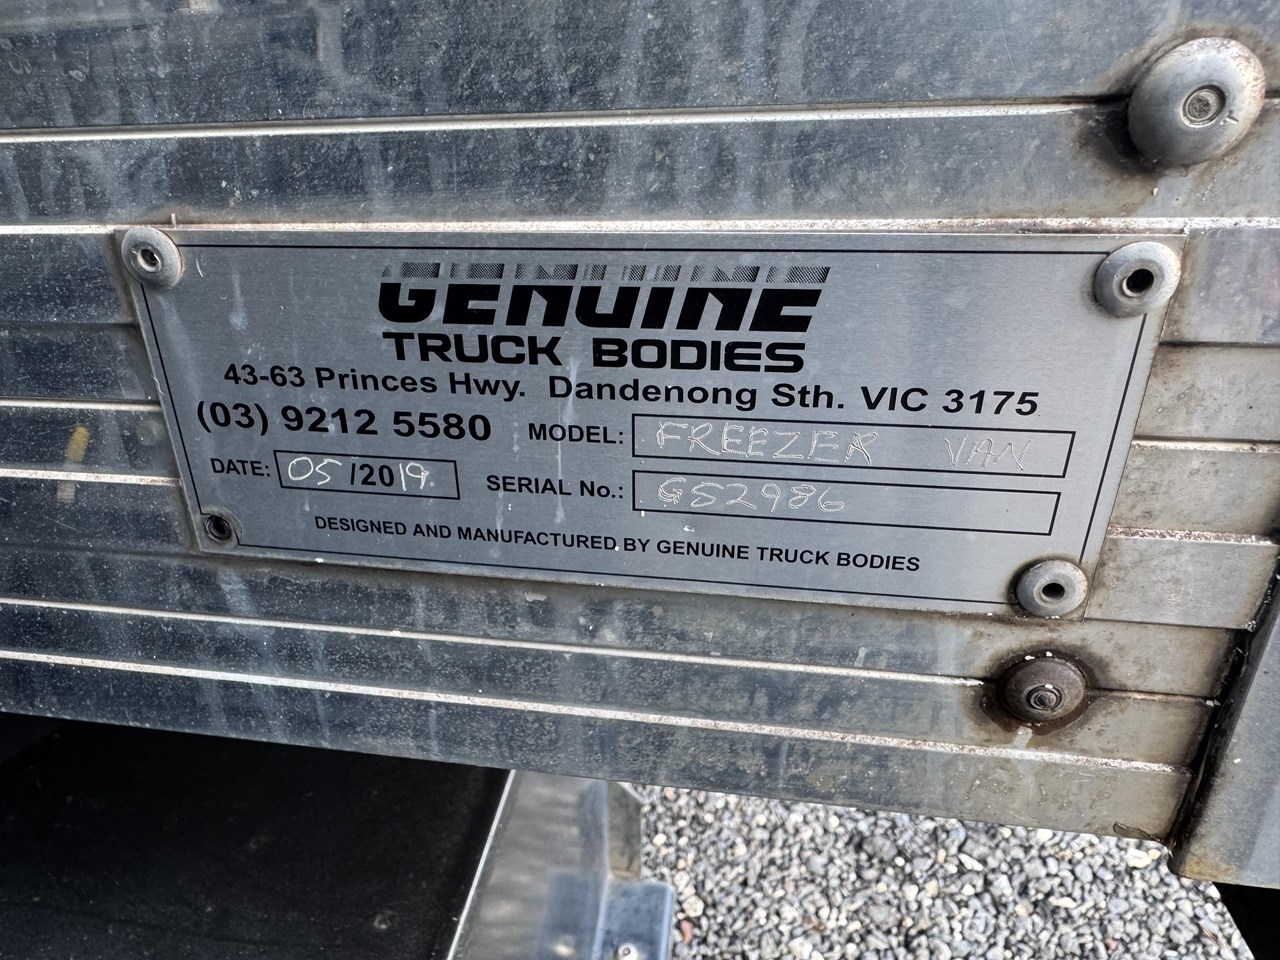 GENUINE
TRUCK BODIES
43-63 Princes Hwy. Dandenong Sth. VIC 3175
(03) 9212 5580 MODEL: FREEZER VAN
DATE: 05/2019 SERIAL No.: GS2986
DESIGNED AND MANUFACTURED BY GENUINE TRUCK BODIES